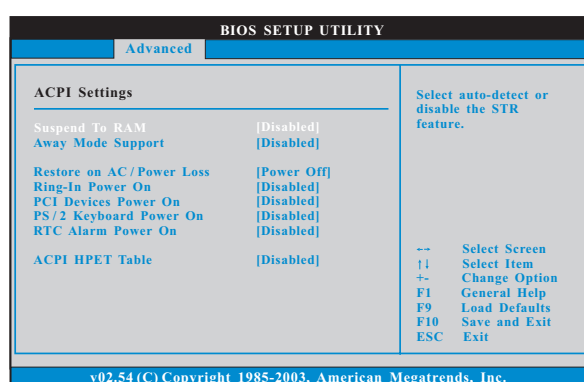 BIOS SETUP UTILITY
Advanced
ACPI Settings
Suspend To RAM [Disabled]
Away Mode Support [Disabled]
Restore on AC / Power Loss [Power Off]
Ring-In Power On [Disabled]
PCI Devices Power On [Disabled]
PS / 2 Keyboard Power On [Disabled]
RTC Alarm Power On [Disabled]
ACPI HPET Table [Disabled]
Select auto-detect or
disable the STR
feature.
←→ Select Screen
↑↓ Select Item
+- Change Option
F1 General Help
F9 Load Defaults
F10 Save and Exit
ESC Exit
v02.54 (C) Copyright 1985-2003, American Megatrends, Inc.